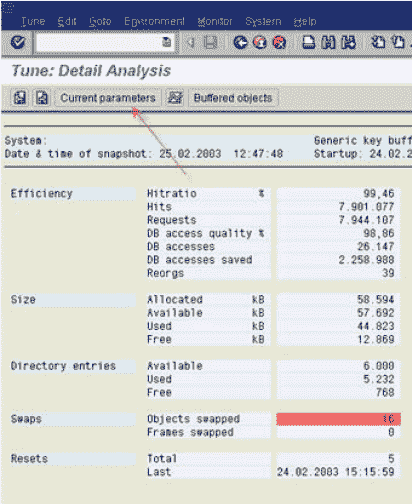 Tune Edit Goto Environment Monitor System Help
Tune: Detail Analysis
Current parameters Buffered objects
System: Generic key buff
Date & time of snapshot: 25.02.2003 12:47:48 Startup: 24.02.2
Efficiency Hitratio % 99,46
Hits 7.901.077
Requests 7.944.107
DB access quality % 98,86
DB accesses 26.147
DB accesses saved 2.258.988
Reorgs 39
Size Allocated kB 58.594
Available kB 57.692
Used kB 44.823
Free kB 12.869
Directory entries Available 6.000
Used 5.232
Free 768
Swaps Objects swapped 16
Frames swapped 0
Resets Total 5
Last 24.02.2003 15:15:59